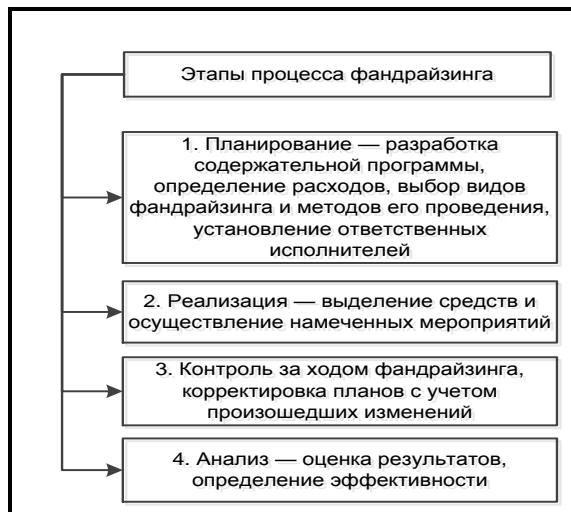 Этапы процесса фандрайзинга
1. Планирование — разработка
содержательной программы,
определение расходов, выбор видов
фандрайзинга и методов его проведения,
установление ответственных
исполнителей
2. Реализация — выделение средств и
осуществление намеченных мероприятий
3. Контроль за ходом фандрайзинга,
корректировка планов с учетом
произошедших изменений
4. Анализ — оценка результатов,
определение эффективности